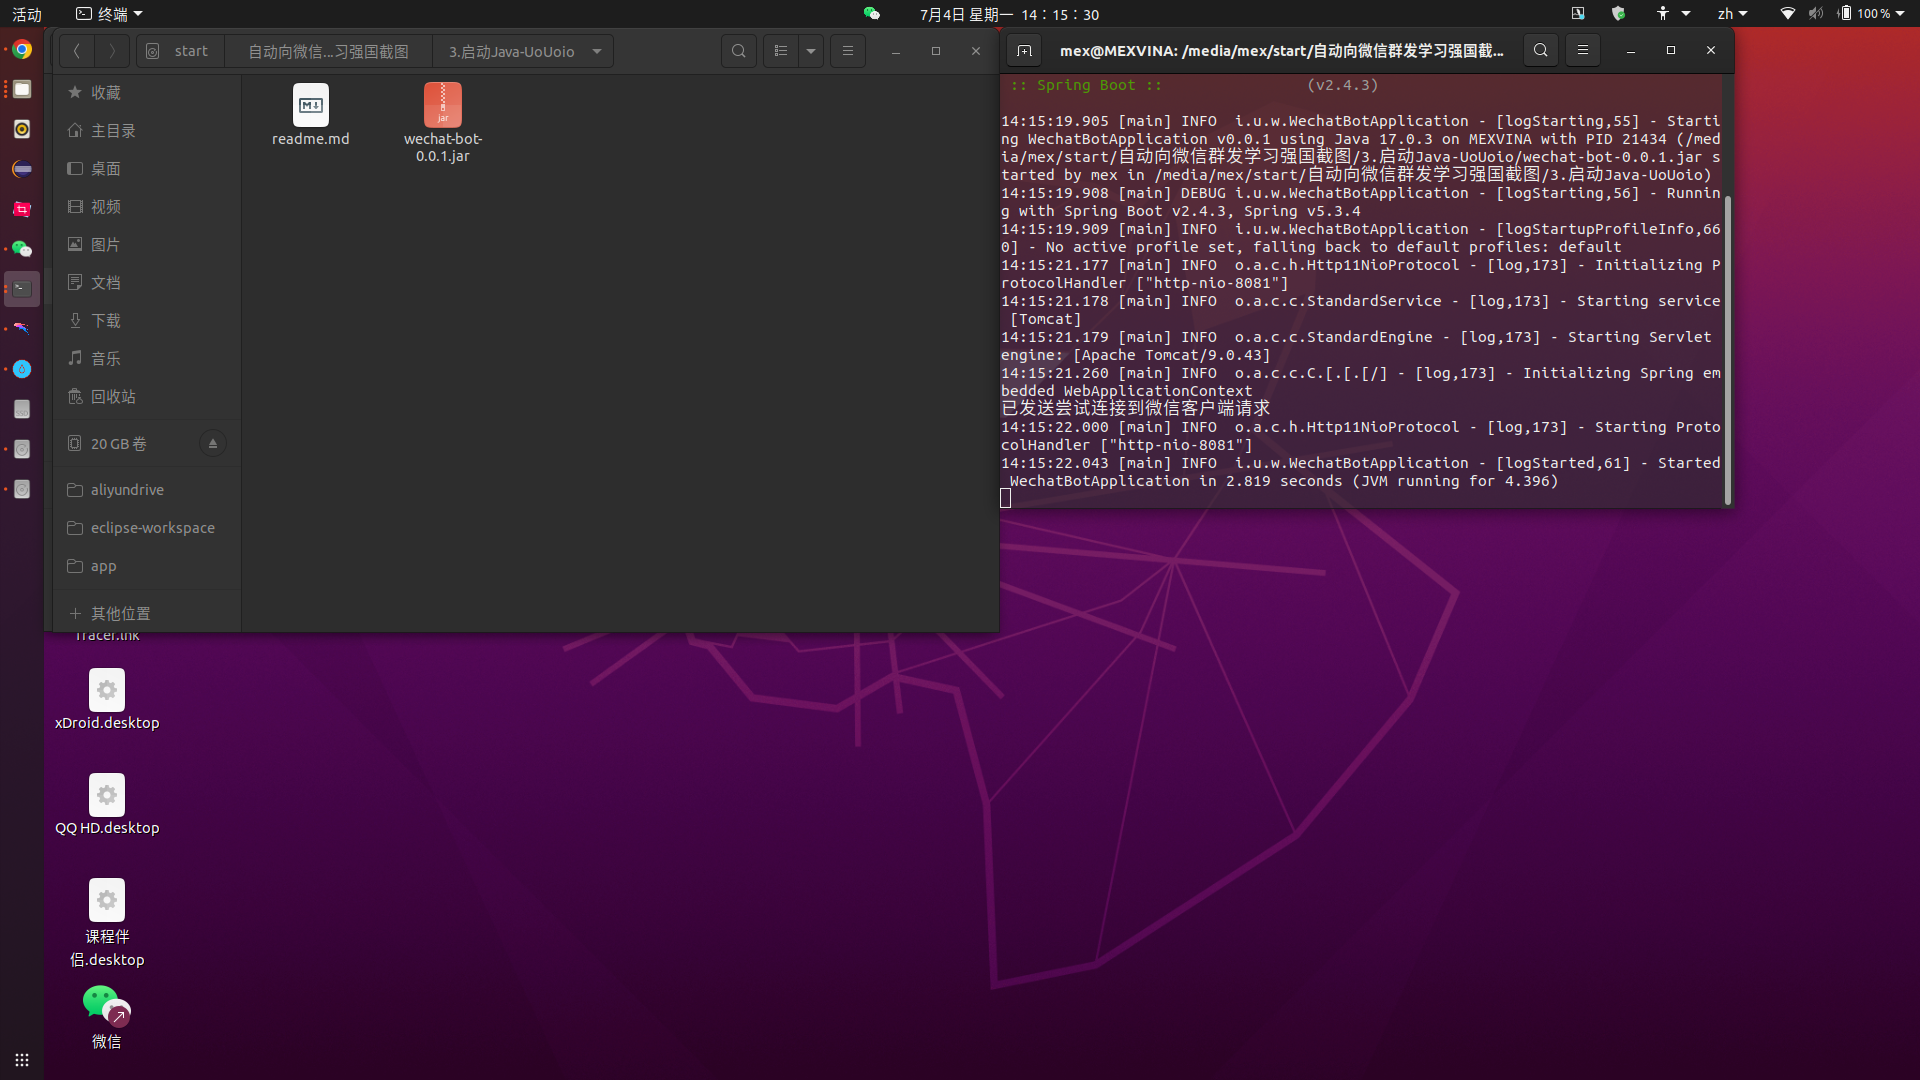 活动
终端
7月4日 星期一 14：15：30
zh
100 %
start
自动向微信...习强国截图
3.启动Java-UoUoio
收藏
主目录
桌面
视频
图片
文档
下载
音乐
回收站
20 GB 卷
aliyundrive
eclipse-workspace
app
其他位置
readme.md
jar
wechat-bot-
0.0.1.jar
mex@MEXVINA: /media/mex/start/自动向微信群发学习强国截...
:: Spring Boot :: (v2.4.3)
14:15:19.905 [main] INFO  i.u.w.WechatBotApplication - [logStarting,55] - Starti
ng WechatBotApplication v0.0.1 using Java 17.0.3 on MEXVINA with PID 21434 (/med
ia/mex/start/自动向微信群发学习强国截图/3.启动Java-UoUoio/wechat-bot-0.0.1.jar s
tarted by mex in /media/mex/start/自动向微信群发学习强国截图/3.启动Java-UoUoio)
14:15:19.908 [main] DEBUG i.u.w.WechatBotApplication - [logStarting,56] - Runnin
g with Spring Boot v2.4.3, Spring v5.3.4
14:15:19.909 [main] INFO  i.u.w.WechatBotApplication - [logStartupProfileInfo,66
0] - No active profile set, falling back to default profiles: default
14:15:21.177 [main] INFO  o.a.c.h.Http11NioProtocol - [log,173] - Initializing P
rotocolHandler ["http-nio-8081"]
14:15:21.178 [main] INFO  o.a.c.c.StandardService - [log,173] - Starting service
[Tomcat]
14:15:21.179 [main] INFO  o.a.c.c.StandardEngine - [log,173] - Starting Servlet
engine: [Apache Tomcat/9.0.43]
14:15:21.260 [main] INFO  o.a.c.c.C.[.[.[/] - [log,173] - Initializing Spring em
bedded WebApplicationContext
已发送尝试连接到微信客户端请求
14:15:22.000 [main] INFO  o.a.c.h.Http11NioProtocol - [log,173] - Starting Proto
colHandler ["http-nio-8081"]
14:15:22.043 [main] INFO  i.u.w.WechatBotApplication - [logStarted,61] - Started
WechatBotApplication in 2.819 seconds (JVM running for 4.396)
SSD
Tracer.lnk
xDroid.desktop
QQ HD.desktop
课程伴
侣.desktop
微信